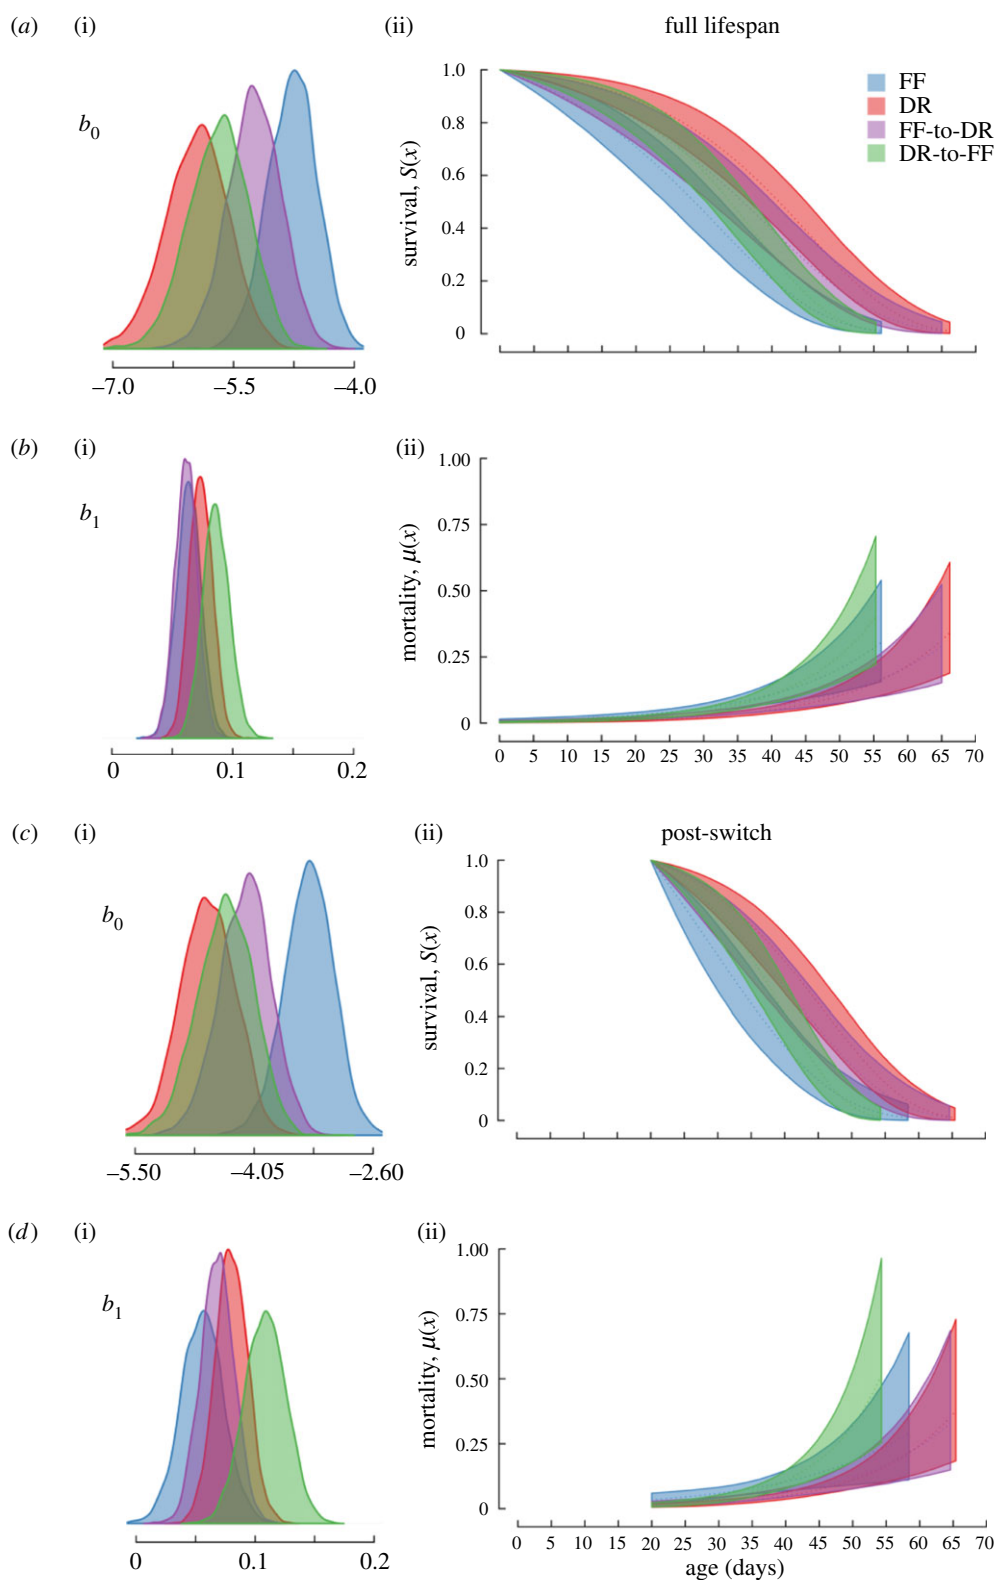 (a) (i) (ii) full lifespan
b0
–7.0 –5.5 –4.0
survival, S(x)
1.0
0.8
0.6
0.4
0.2
0
FF
DR
FF-to-DR
DR-to-FF
(b) (i) (ii)
b1
0 0.1 0.2
mortality, μ(x)
1.00
0.75
0.50
0.25
0
0 5 10 15 20 25 30 35 40 45 50 55 60 65 70
(c) (i) (ii) post-switch
b0
–5.50 –4.05 –2.60
survival, S(x)
1.0
0.8
0.6
0.4
0.2
0
(d) (i) (ii)
b1
0 0.1 0.2
mortality, μ(x)
1.00
0.75
0.50
0.25
0
0 5 10 15 20 25 30 35 40 45 50 55 60 65 70
age (days)